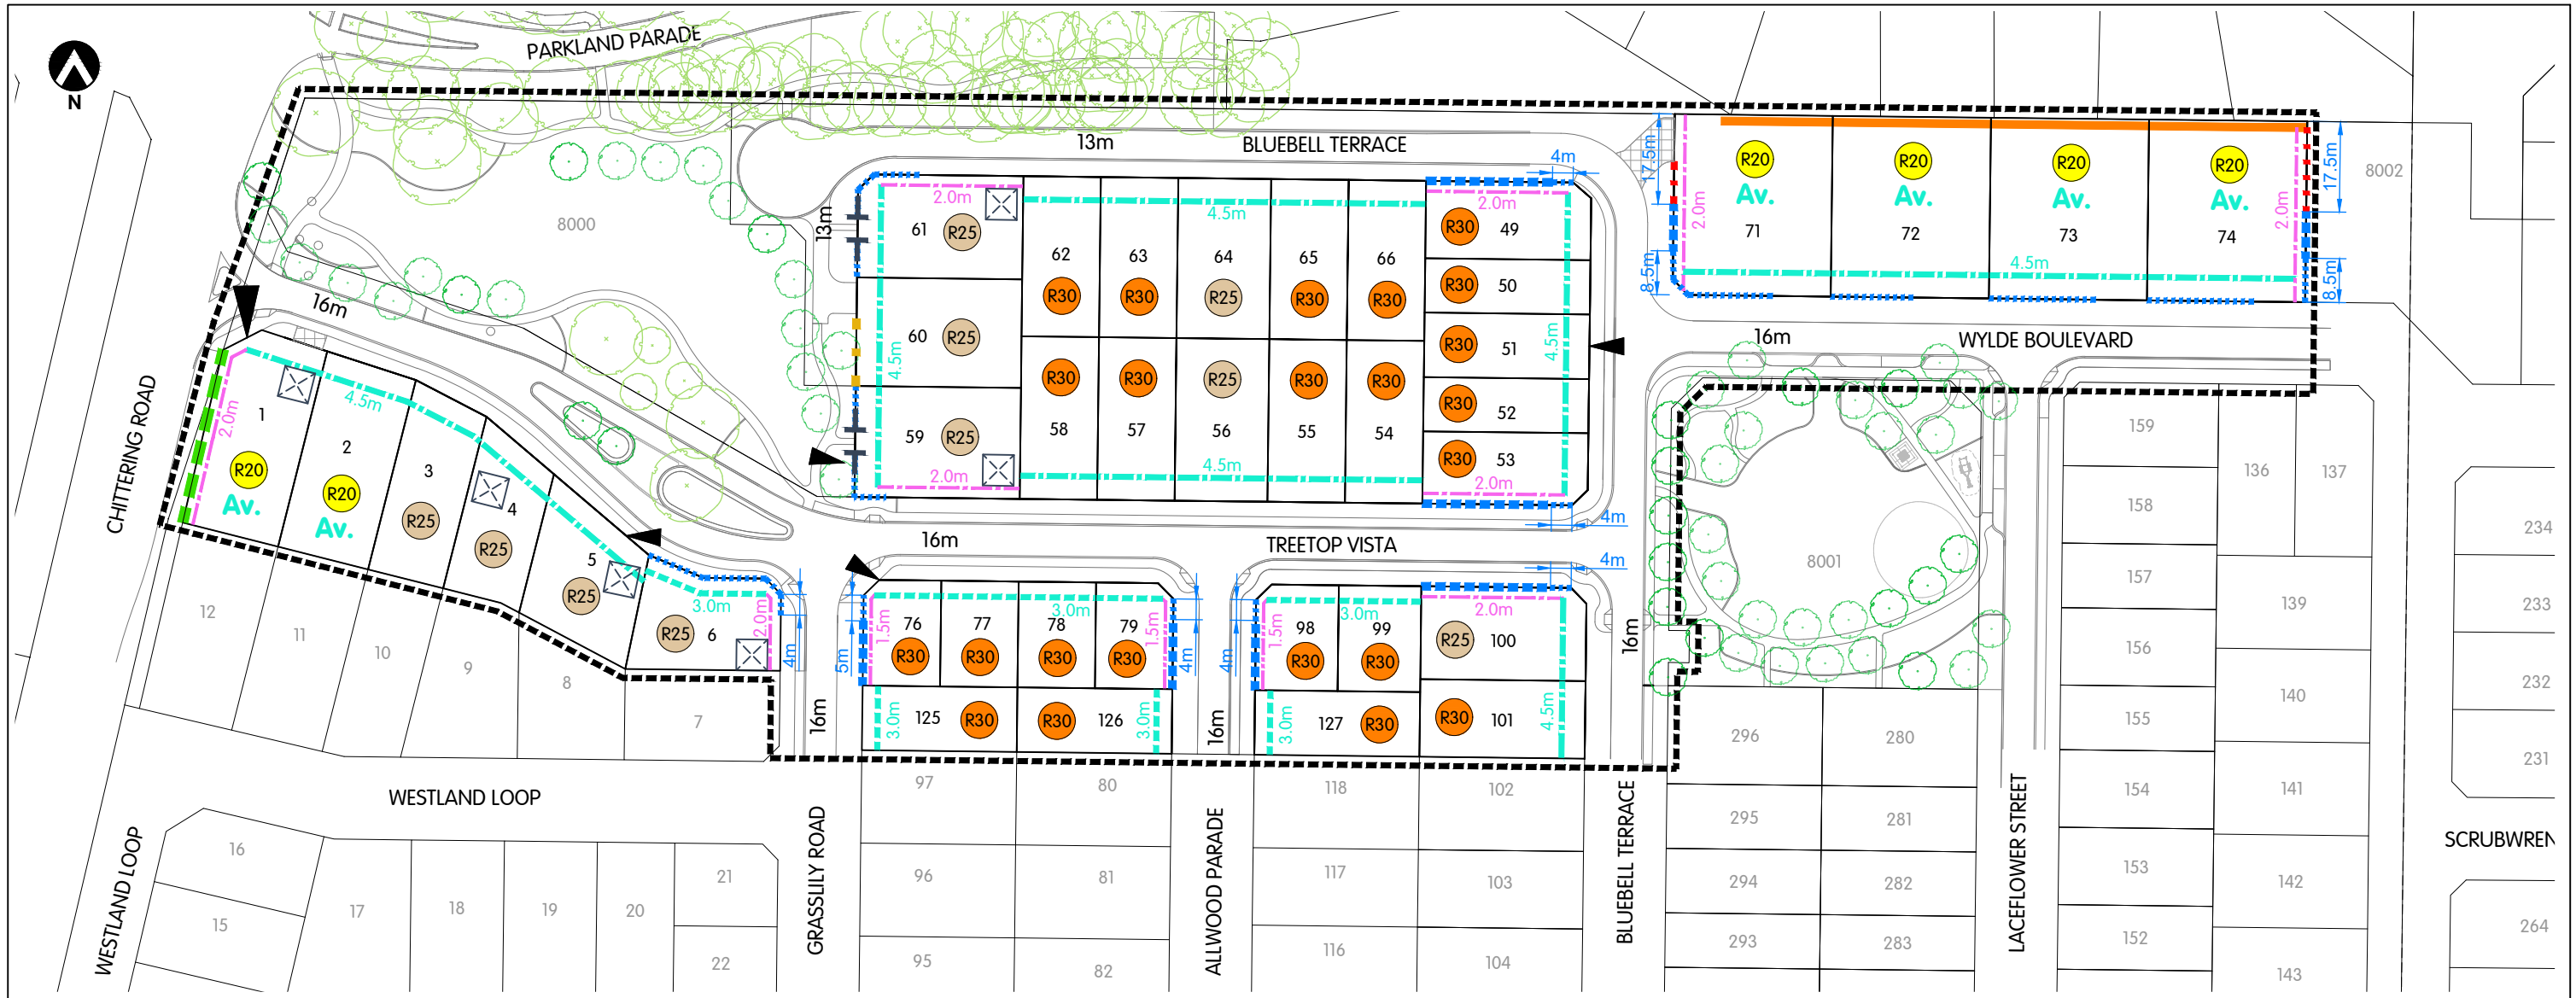 PARKLAND PARADE
N
13m
BLUEBELL TERRACE
4m
17.5m
R20
R20
R20
R20
17.5m
8002
Av.
Av.
Av.
Av.
2.0m
71
72
73
74
2.0m
4.5m
8.5m
8.5m
8000
13m
2.0m
61
R25
4.5m
2.0m
R30
49
62
63
64
65
66
R30
R30
R25
R30
R30
R30
50
60
R25
4.5m
R30
51
4.5m
R30
R30
R25
R30
R30
R30
52
59
R25
58
57
56
55
54
R30
53
2.0m
4.5m
2.0m
16m
WYLDE BOULEVARD
16m
CHITTERING ROAD
2.0m
4.5m
1
R20
Av.
2
R20
Av.
3
R25
4
R25
5
R25
6
R25
3.0m
2.0m
4m
16m
TREETOP VISTA
4m
4m
5m
1.5m
76
77
78
79
3.0m
1.5m
R30
R30
R30
R30
4m
4m
1.5m
98
99
3.0m
R30
R30
2.0m
R25
100
16m
3.0m
125
R30
R30
126
3.0m
3.0m
127
R30
R30
101
4.5m
16m
16m
8001
159
158
157
156
155
154
153
152
136
137
139
140
141
142
143
234
233
232
231
264
12
11
10
9
8
7
WESTLAND LOOP
WESTLAND LOOP
16
15
17
18
19
20
21
22
GRASSLILY ROAD
97
80
96
81
95
82
ALLWOOD PARADE
118
102
117
103
116
104
BLUEBELL TERRACE
296
280
295
281
294
282
293
283
LACEFLOWER STREET
SCRUBWREN